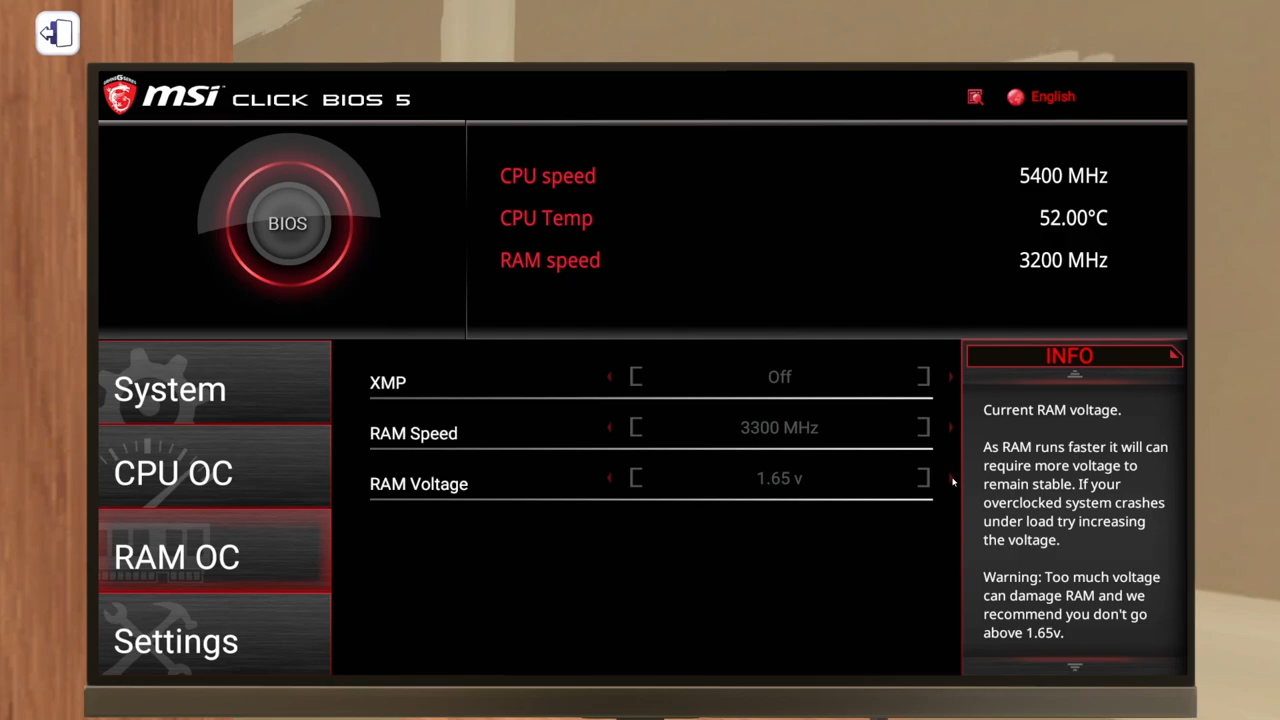 msi CLICK BIOS 5
English
BIOS
CPU speed 5400 MHz
CPU Temp 52.00°C
RAM speed 3200 MHz
System
CPU OC
RAM OC
Settings
XMP [ Off ]
RAM Speed [ 3300 MHz ]
RAM Voltage [ 1.65 v ]
INFO
Current RAM voltage.
As RAM runs faster it will can
require more voltage to
remain stable. If your
overclocked system crashes
under load try increasing
the voltage.
Warning: Too much voltage
can damage RAM and we
recommend you don't go
above 1.65v.